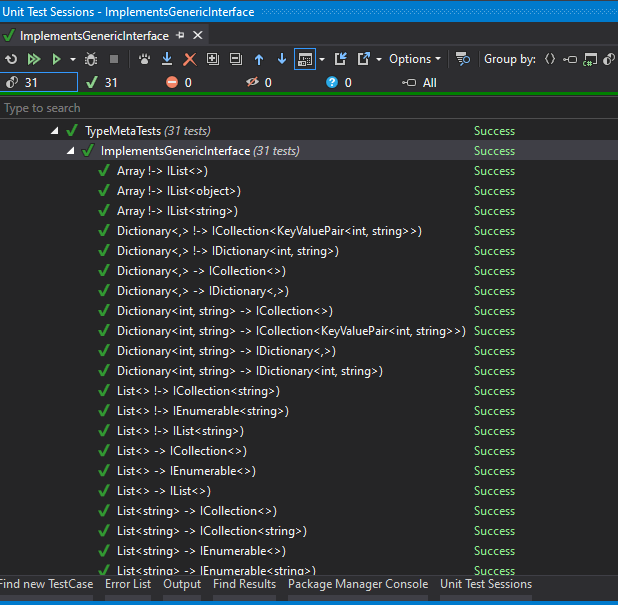 Unit Test Sessions - ImplementsGenericInterface
ImplementsGenericInterface
Options Group by:
31 31 0 0 0 All
Type to search
TypeMetaTests (31 tests) Success
ImplementsGenericInterface (31 tests) Success
Array !-> IList<>) Success
Array !-> IList<object>) Success
Array !-> IList<string>) Success
Dictionary<,> !-> ICollection<KeyValuePair<int, string>>) Success
Dictionary<,> !-> IDictionary<int, string>) Success
Dictionary<,> -> ICollection<>) Success
Dictionary<,> -> IDictionary<,>) Success
Dictionary<int, string> -> ICollection<>) Success
Dictionary<int, string> -> ICollection<KeyValuePair<int, string>>) Success
Dictionary<int, string> -> IDictionary<,>) Success
Dictionary<int, string> -> IDictionary<int, string>) Success
List<> !-> ICollection<string>) Success
List<> !-> IEnumerable<string>) Success
List<> !-> IList<string>) Success
List<> -> ICollection<>) Success
List<> -> IEnumerable<>) Success
List<> -> IList<>) Success
List<string> -> ICollection<>) Success
List<string> -> ICollection<string>) Success
List<string> -> IEnumerable<>) Success
List<string> -> IEnumerable<string>) Success
Find new TestCase Error List Output Find Results Package Manager Console Unit Test Sessions